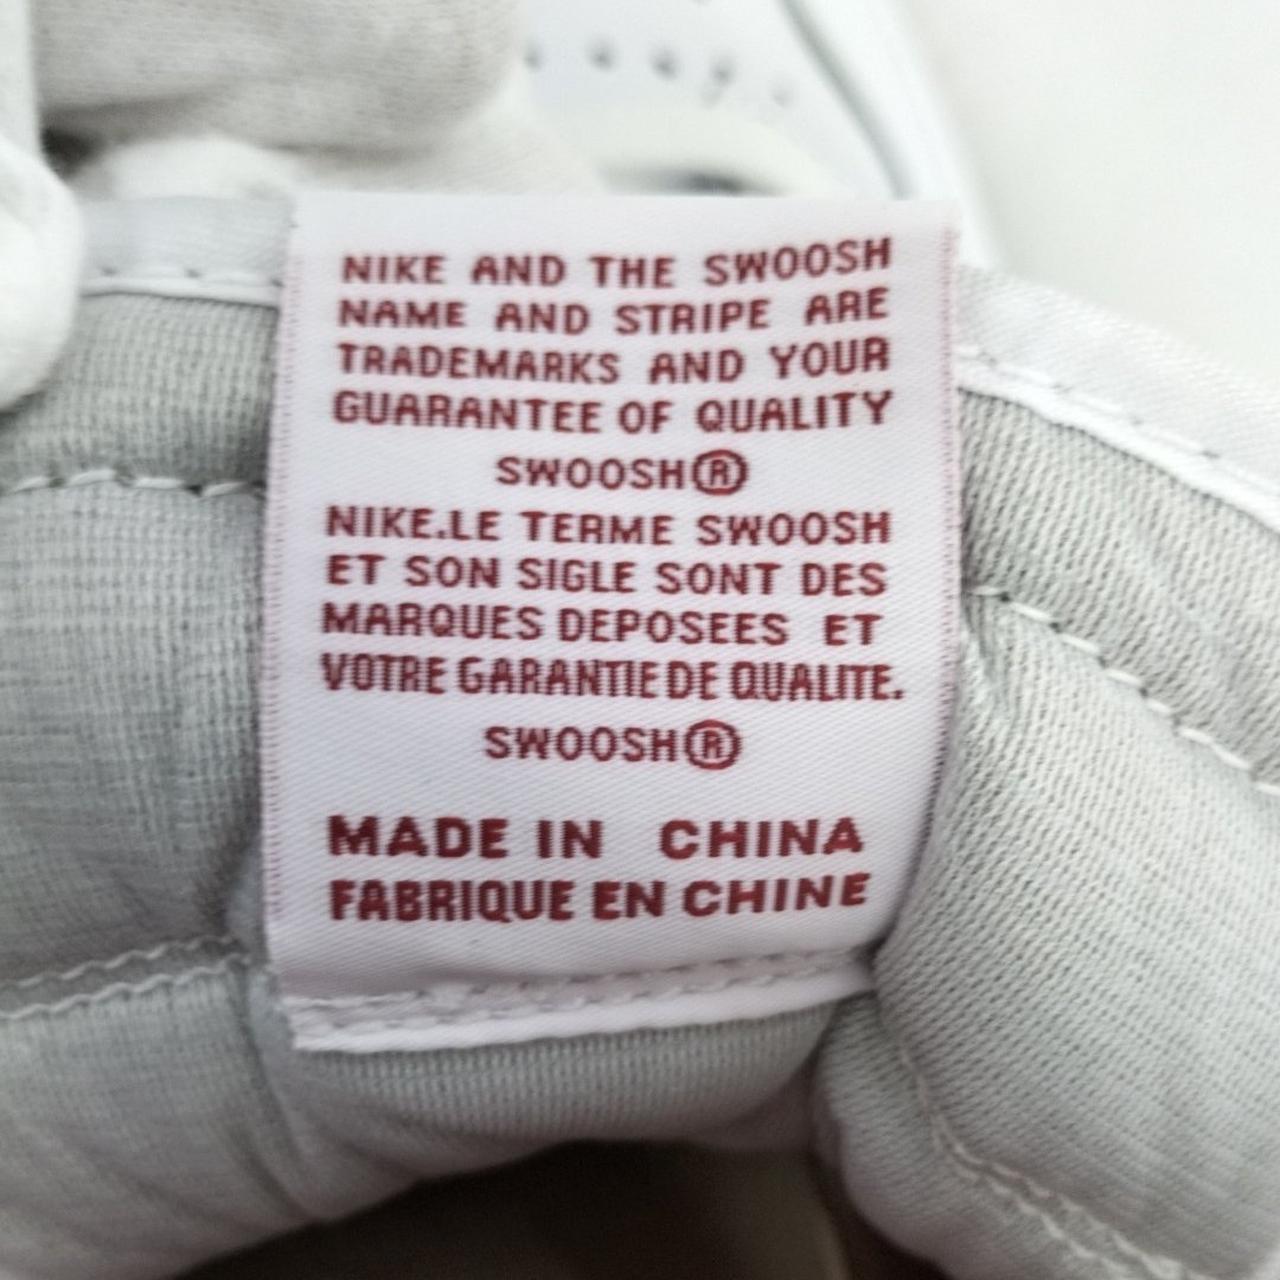 NIKE AND THE SWOOSH
NAME AND STRIPE ARE
TRADEMARKS AND YOUR
GUARANTEE OF QUALITY
SWOOSH®
NIKE.LE TERME SWOOSH
ET SON SIGLE SONT DES
MARQUES DEPOSEES ET
VOTRE GARANTIE DE QUALITE.
SWOOSH®
MADE IN CHINA
FABRIQUE EN CHINE